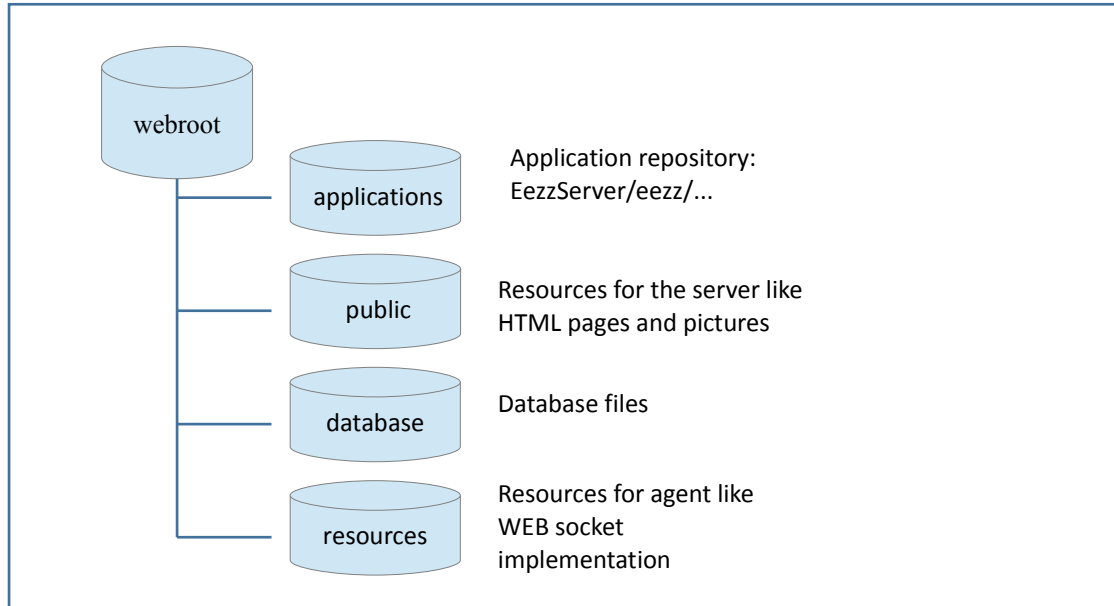 webroot
applications
Application repository:
EezzServer/eezz/...
public
Resources for the server like
HTML pages and pictures
database
Database files
resources
Resources for agent like
WEB socket
implementation